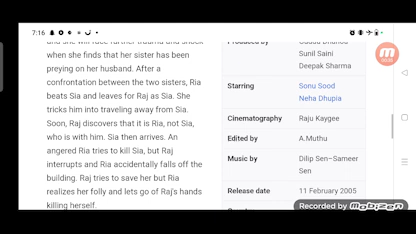 7:16
and she will face further trauma and shock
when she finds that her sister has been
preying on her husband. After a
confrontation between the two sisters, Ria
beats Sia and leaves for Raj as Sia. She
tricks him into traveling away from Sia.
Soon, Raj discovers that it is Ria, not Sia,
who is with him. Sia then arrives. An
angered Ria tries to kill Sia, but Raj
interrupts and Ria accidentally falls off the
building. Raj tries to save her but Ria
realizes her folly and lets go of Raj's hands
killing herself.
Produced by
Sunil Saini
Deepak Sharma
Starring Sonu Sood
Neha Dhupia
Cinematography Raju Kaygee
Edited by A.Muthu
Music by Dilip Sen–Sameer
Sen
Release date 11 February 2005
Recorded by Mobizen